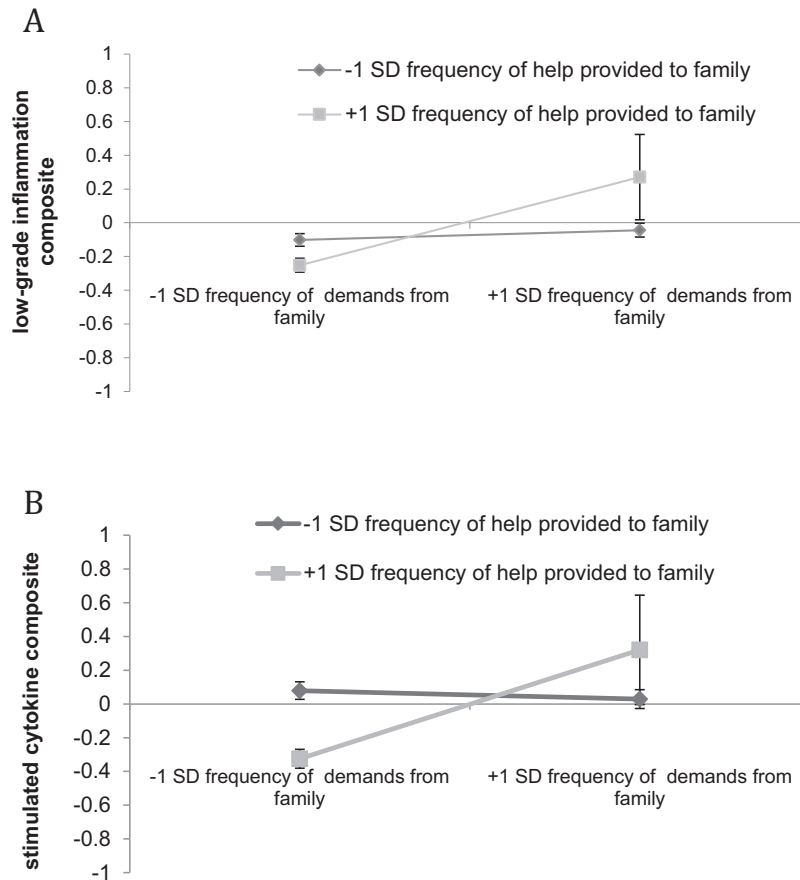 A
low-grade inflammation
composite
1
0.8
0.6
0.4
0.2
0
-0.2
-0.4
-0.6
-0.8
-1
-1 SD frequency of help provided to family
+1 SD frequency of help provided to family
-1 SD frequency of demands from
family
+1 SD frequency of demands from
family
B
stimulated cytokine composite
1
0.8
0.6
0.4
0.2
0
-0.2
-0.4
-0.6
-0.8
-1
-1 SD frequency of help provided to family
+1 SD frequency of help provided to family
-1 SD frequency of demands from
family
+1 SD frequency of demands from
family